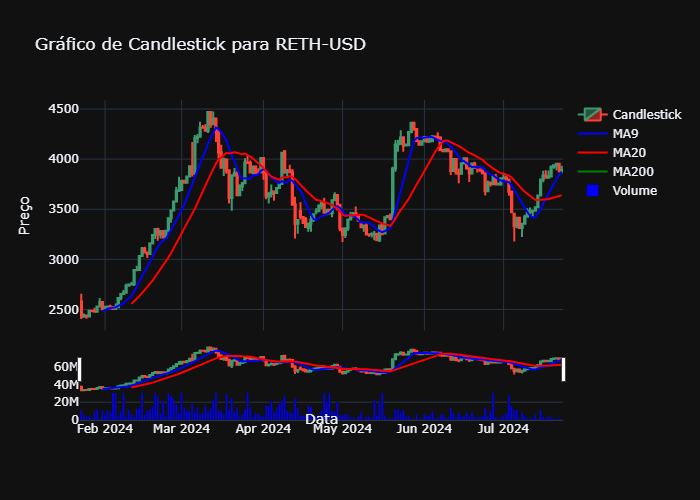 Gráfico de Candlestick para RETH-USD
4500
4000
3500
3000
2500
Preço
Candlestick
MA9
MA20
MA200
Volume
60M
40M
20M
0
Feb 2024
Mar 2024
Apr 2024
May 2024
Jun 2024
Jul 2024
Data